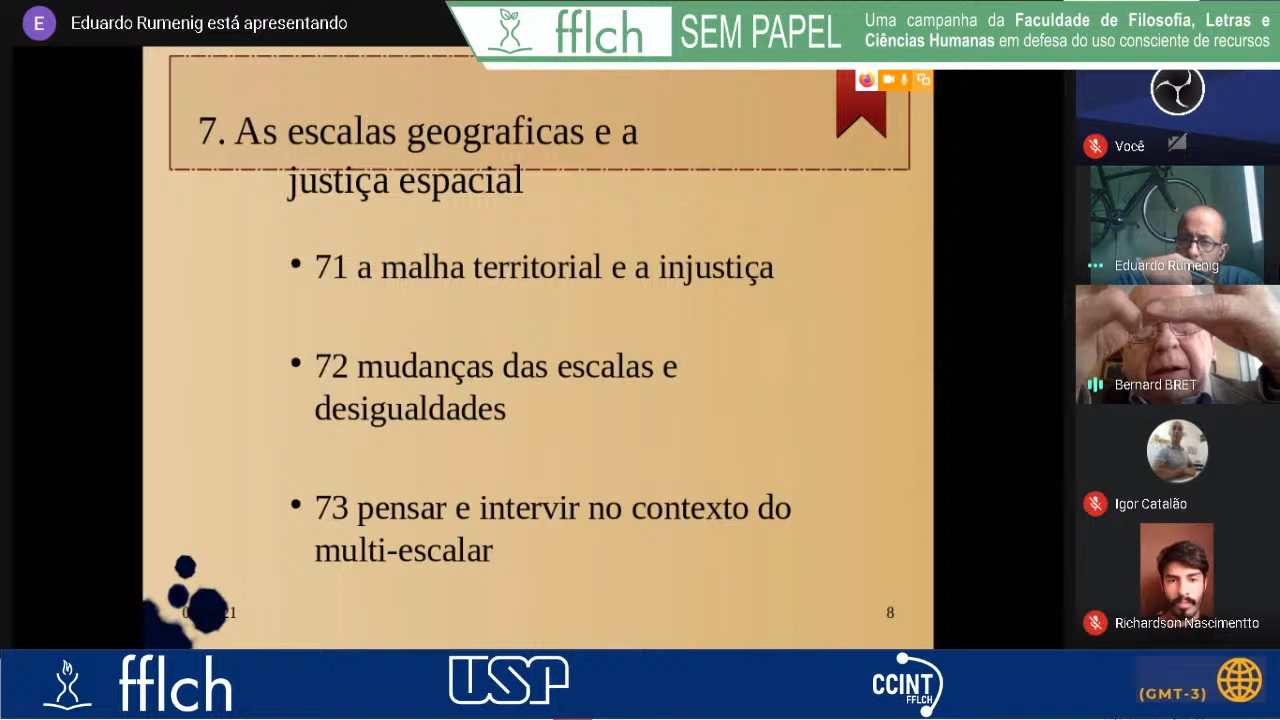 E
Eduardo Rumenig está apresentando
fflch
SEM PAPEL
Uma campanha da Faculdade de Filosofia, Letras e
Ciências Humanas em defesa do uso consciente de recursos
7. As escalas geograficas e a
justiça espacial
• 71 a malha territorial e a injustiça
• 72 mudanças das escalas e
desigualdades
• 73 pensar e intervir no contexto do
multi-escalar
8
Você
Eduardo Rumenig
Bernard BRET
Igor Catalão
Richardson Nascimentto
fflch
USP
CCINT
FFLCH
(GMT-3)